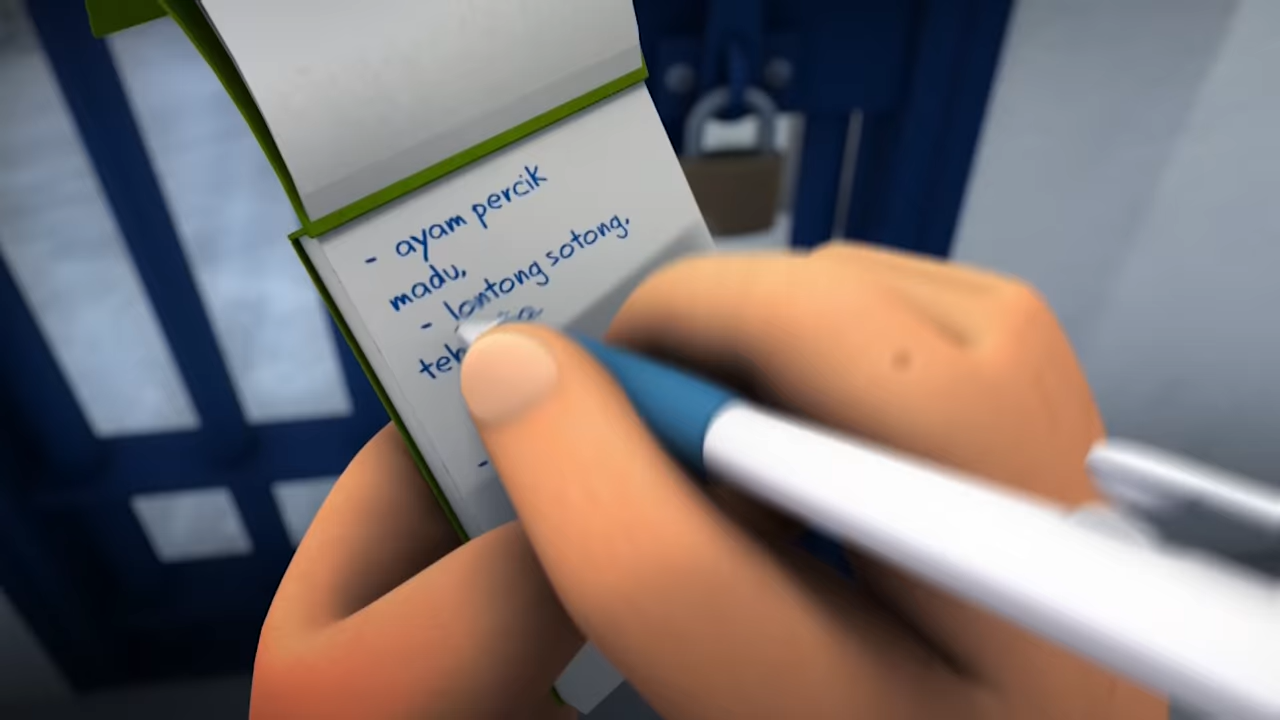 - ayam percik
madu,
- lontong sotong,